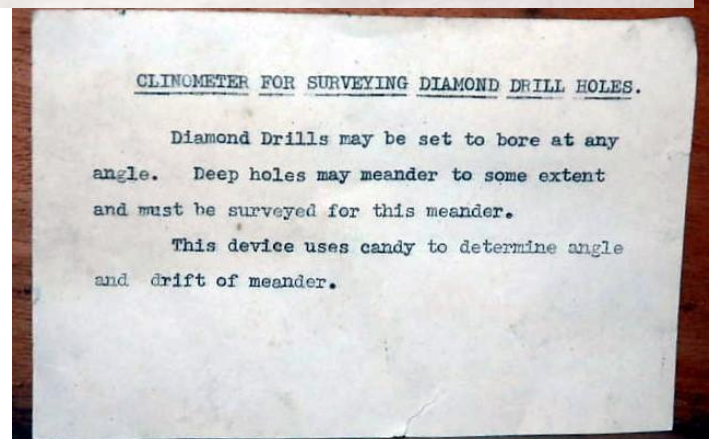 CLINOMETER FOR SURVEYING DIAMOND DRILL HOLES.
Diamond Drills may be set to bore at any
angle. Deep holes may meander to some extent
and must be surveyed for this meander.
This device uses candy to determine angle
and drift of meander.